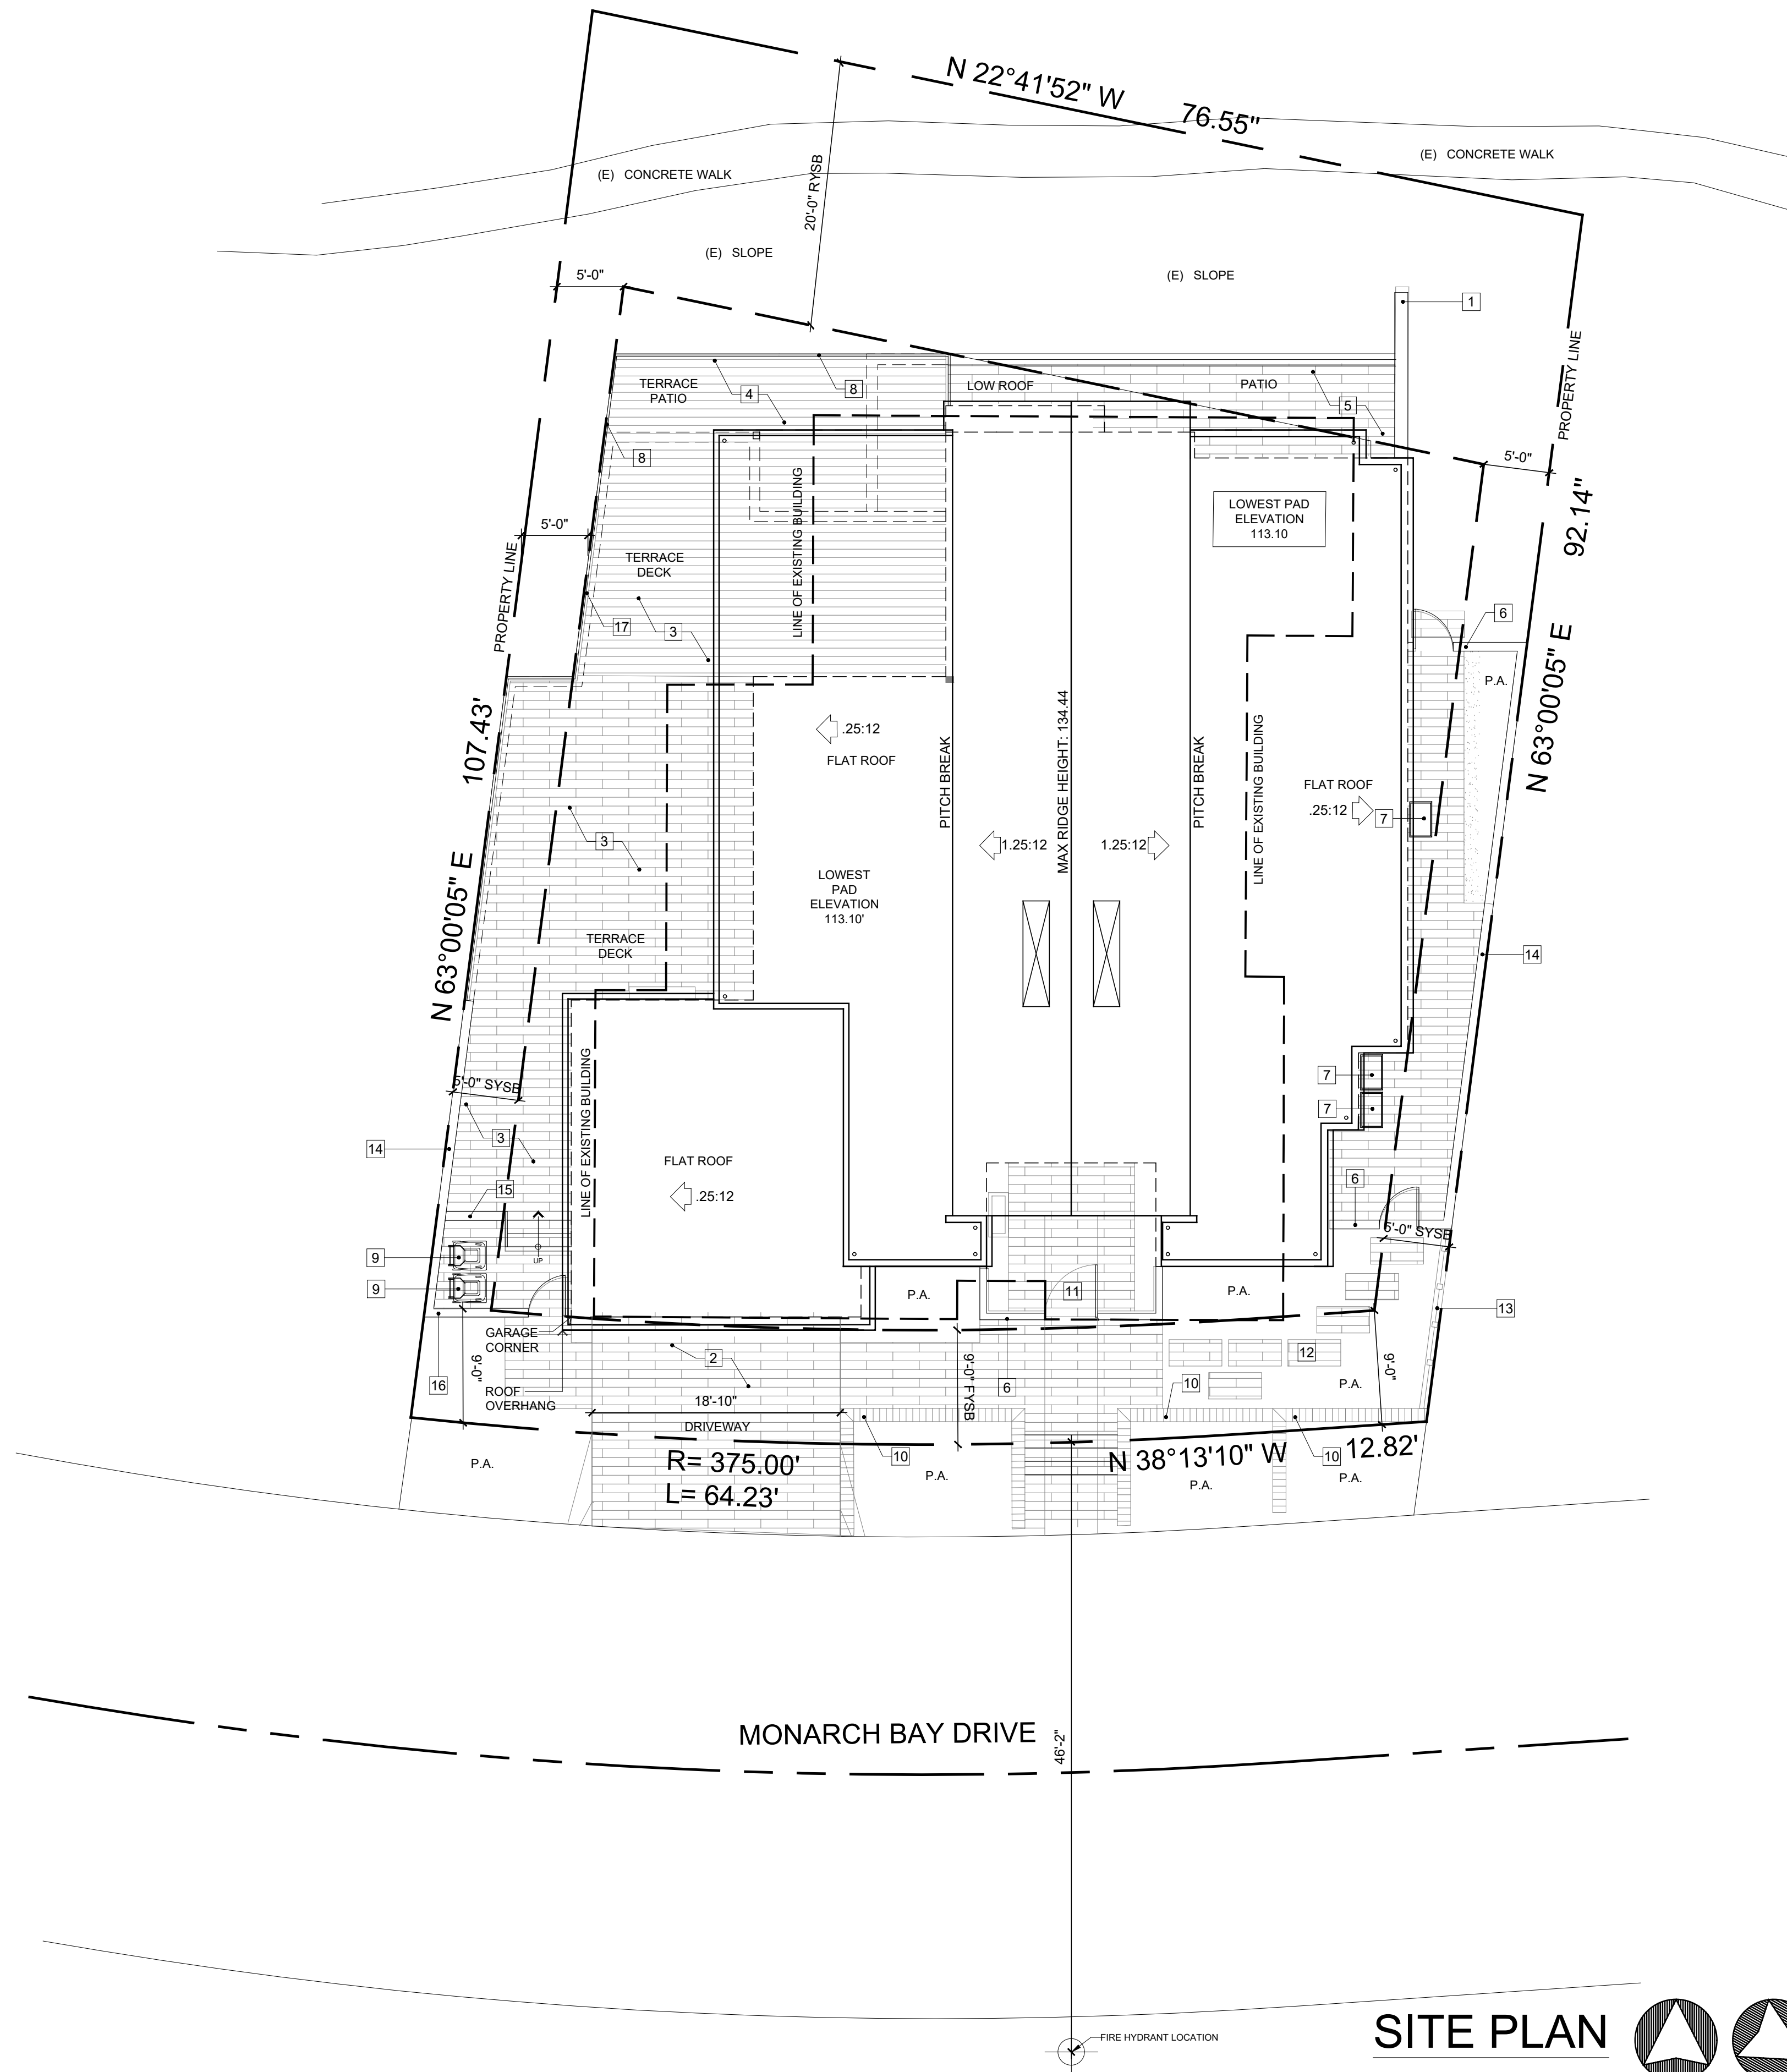 N 22°41'52" W 76.55"
(E) CONCRETE WALK
(E) CONCRETE WALK
20'-0" RYSB
(E) SLOPE
(E) SLOPE
5'-0"
1
PROPERTY LINE
TERRACE
PATIO
4
8
LOW ROOF
PATIO
5
8
5'-0"
LINE OF EXISTING BUILDING
LOWEST PAD
ELEVATION
113.10
92.14"
5'-0"
PROPERTY LINE
TERRACE
DECK
17
3
6
N 63°00'05" E
P.A.
107.43'
.25:12
FLAT ROOF
PITCH BREAK
MAX RIDGE HEIGHT: 134.44
PITCH BREAK
LINE OF EXISTING BUILDING
FLAT ROOF
.25:12
7
3
1.25:12
1.25:12
N 63°00'05" E
LOWEST
PAD
ELEVATION
113.10'
TERRACE
DECK
14
5'-0" SYSB
LINE OF EXISTING BUILDING
7
7
3
14
FLAT ROOF
.25:12
15
6
5'-0" SYSB
9
UP
9
P.A.
11
P.A.
13
GARAGE
CORNER
9'-0"
2
9'-0" FYSB
12
9'-0"
16
ROOF
OVERHANG
6
10
P.A.
18'-10"
DRIVEWAY
P.A.
R= 375.00'
L= 64.23'
10
P.A.
N 38°13'10" W 12.82'
10
P.A.
P.A.
MONARCH BAY DRIVE
46'-2"
FIRE HYDRANT LOCATION
SITE PLAN